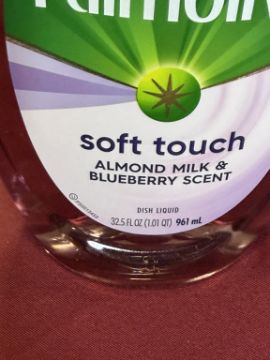 soft touch
ALMOND MILK &
BLUEBERRY SCENT
DISH LIQUID
32.5 FL OZ (1.01 QT) 961 mL